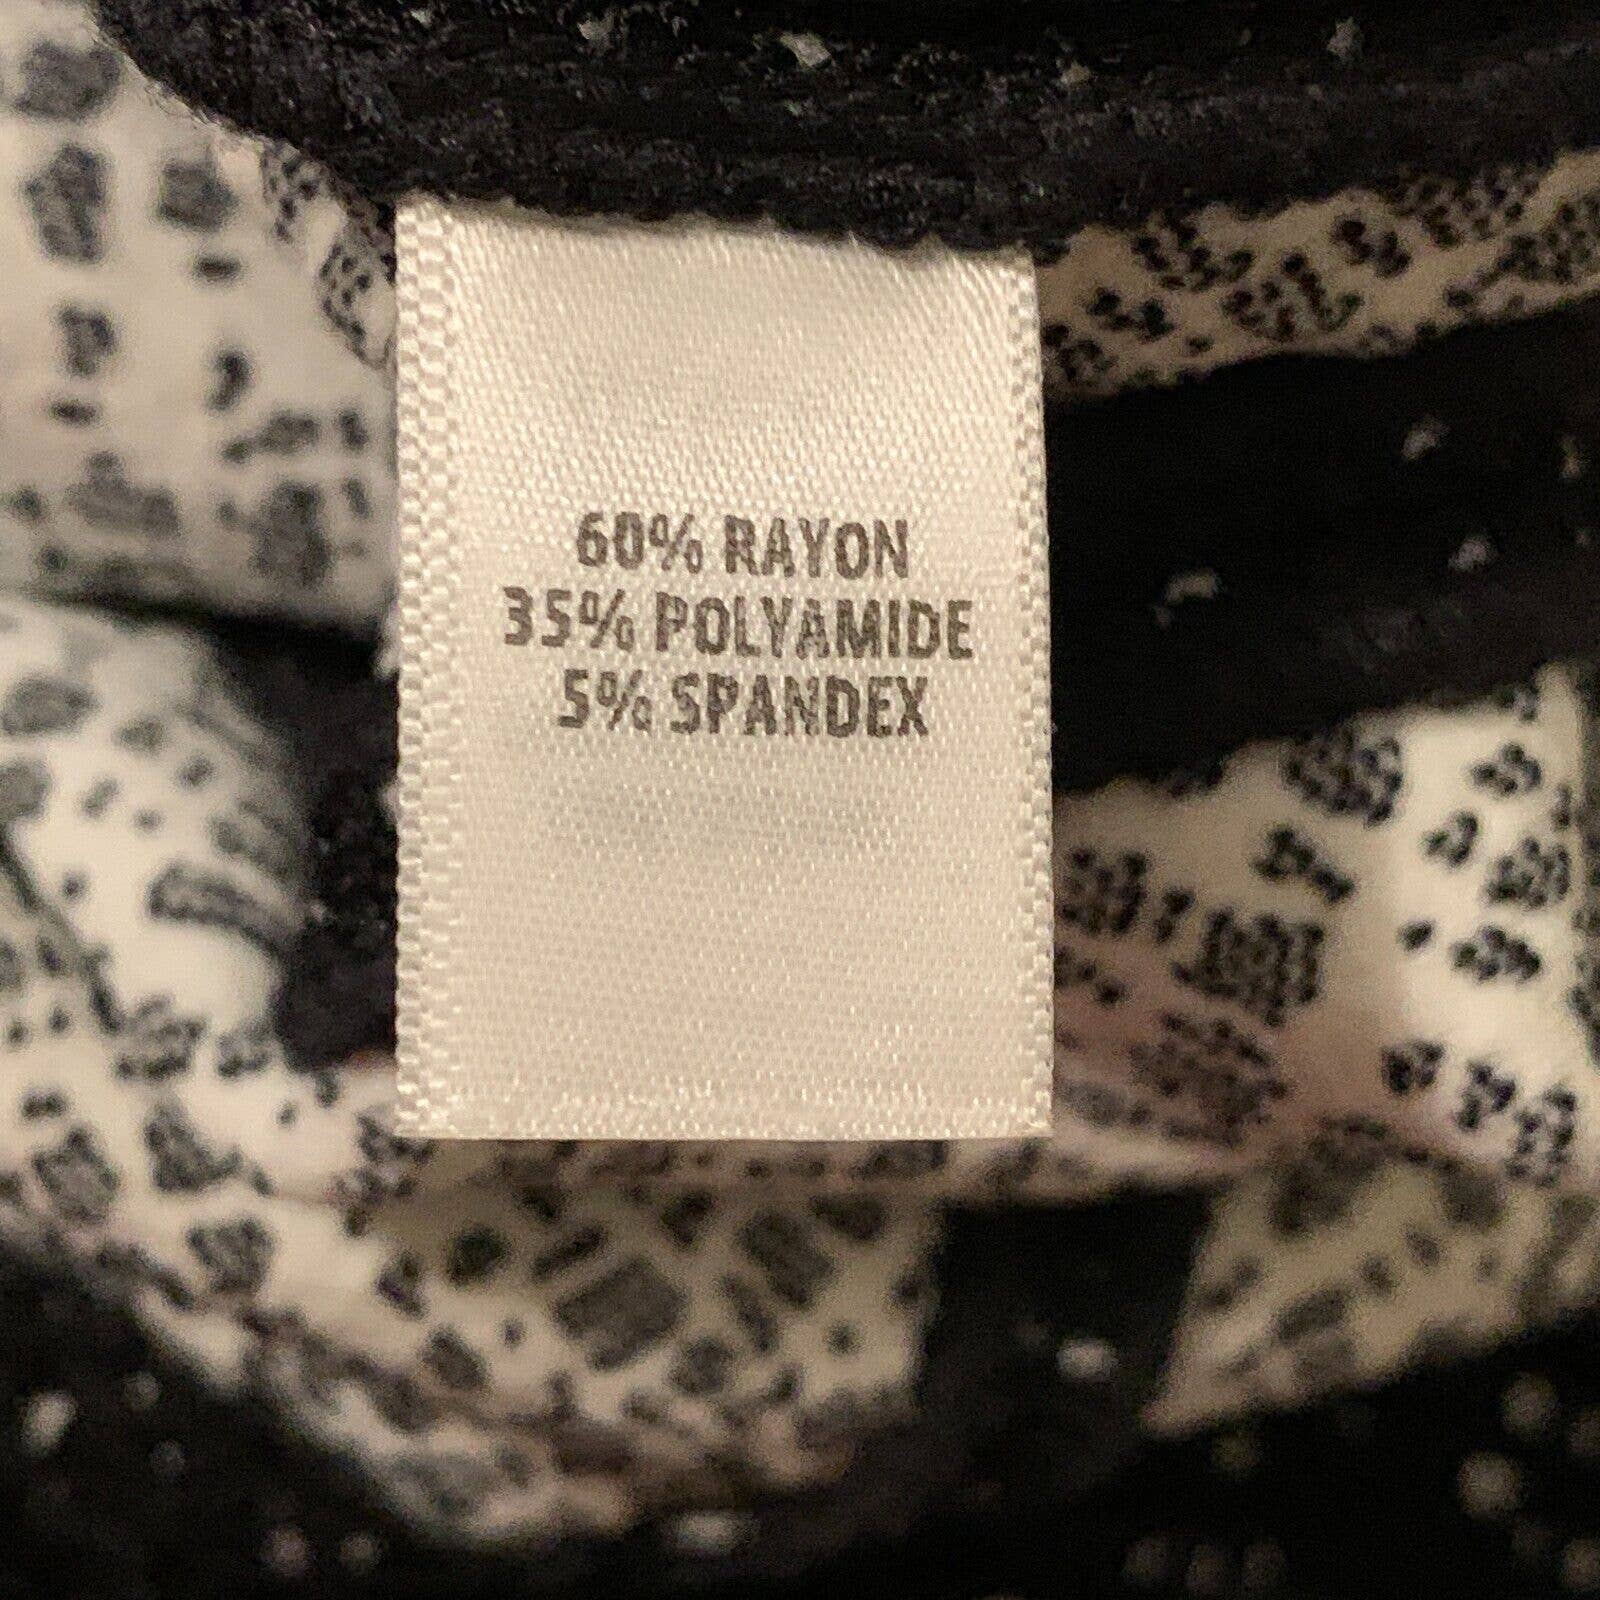 60% RAYON
35% POLYAMIDE
5% SPANDEX